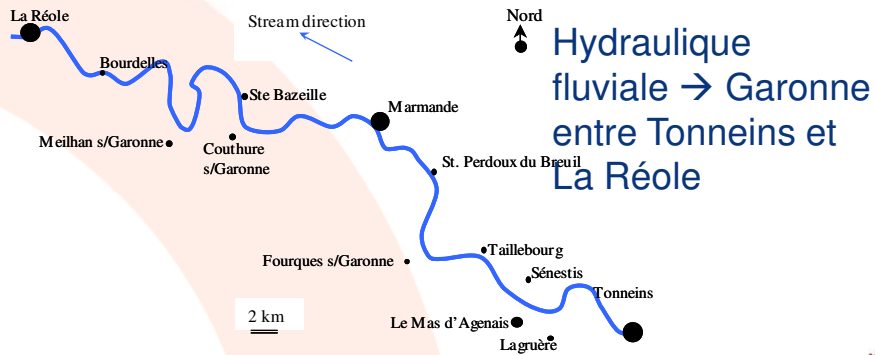 La Réole
Stream direction
Nord
Hydraulique
fluviale → Garonne
entre Tonneins et
La Réole
Bourdelles
Ste Bazeille
Marmande
Meilhan s/Garonne
Couthure
s/Garonne
St. Perdoux du Breuil
Taillebourg
Fourques s/Garonne
Sénestis
Tonneins
2 km
Le Mas d'Agenais
Lagruère